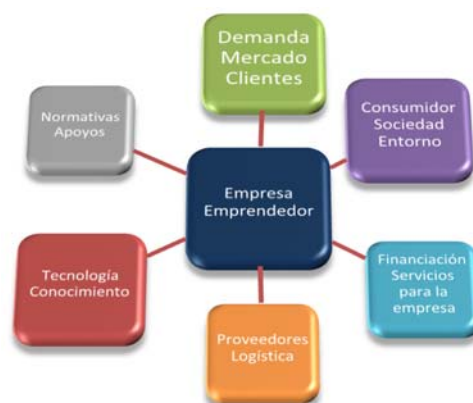 Demanda
Mercado
Clientes
Normativas
Apoyos
Consumidor
Sociedad
Entorno
Empresa
Emprendedor
Tecnología
Conocimiento
Financiación
Servicios
para la
empresa
Proveedores
Logística